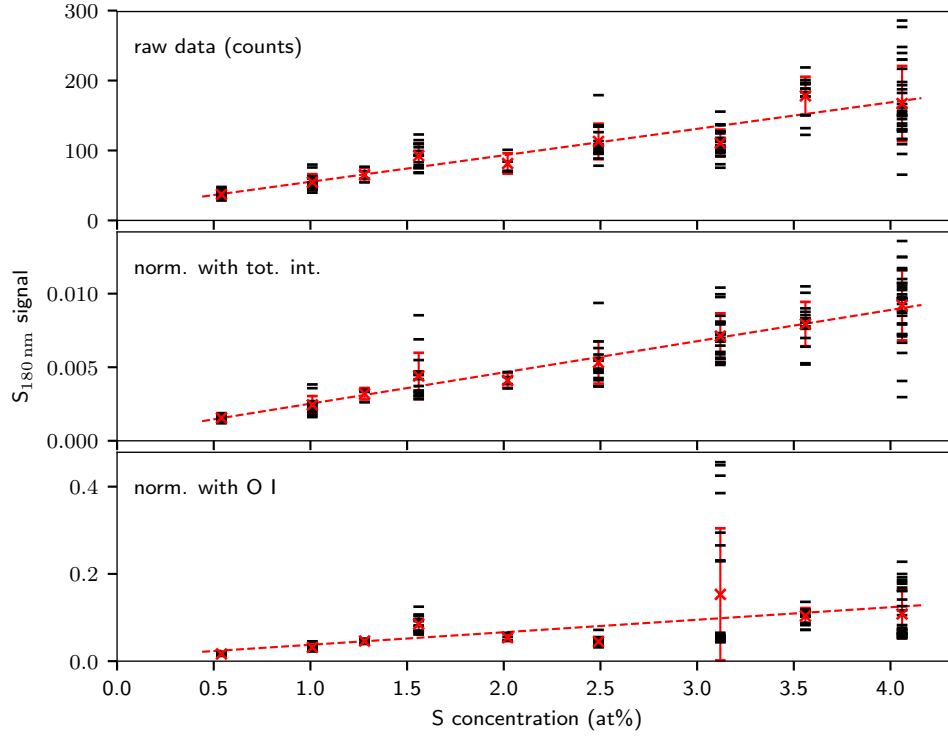 300
raw data (counts)
200
100
0
norm. with tot. int.
0.010
0.005
0.000
S180 nm signal
norm. with O I
0.4
0.2
0.0
0.0 0.5 1.0 1.5 2.0 2.5 3.0 3.5 4.0
S concentration (at%)